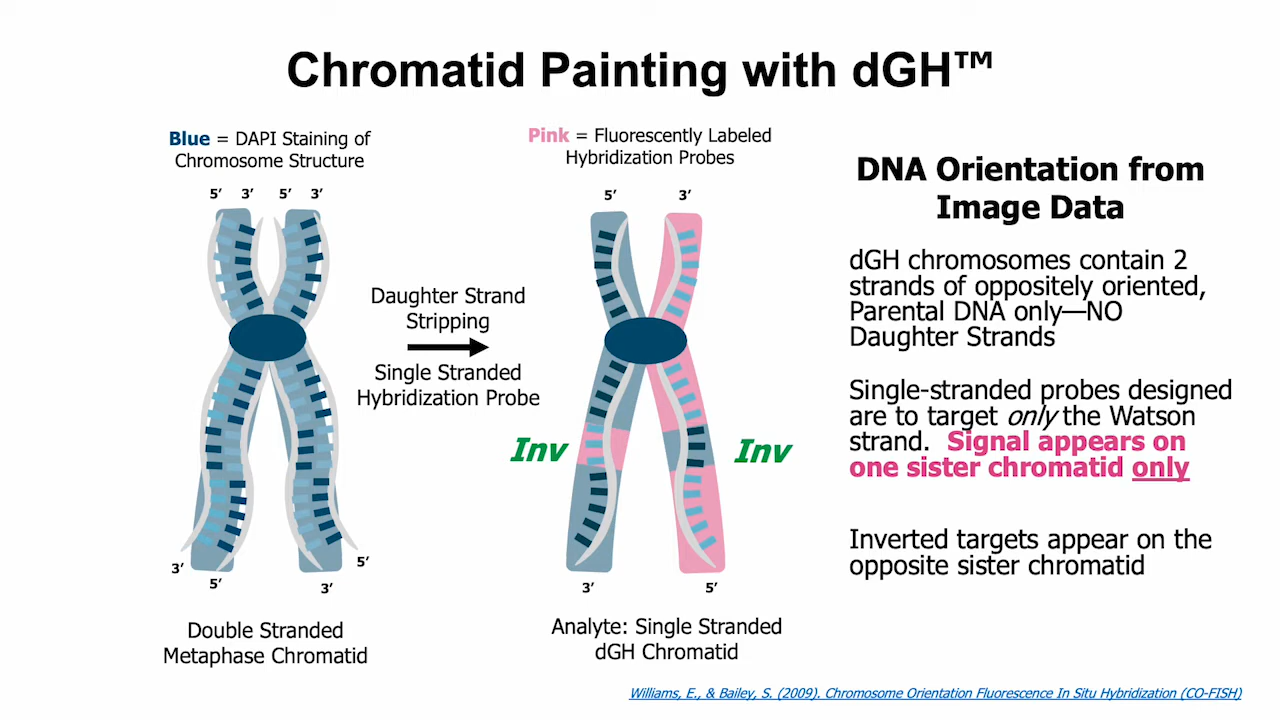 Chromatid Painting with dGH™
Blue = DAPI Staining of
Chromosome Structure
5’ 3’ 5’ 3’
3’
5’
3’
5’
Double Stranded
Metaphase Chromatid
Daughter Strand
Stripping
Single Stranded
Hybridization Probe
Pink = Fluorescently Labeled
Hybridization Probes
5’ 3’
Inv
Inv
3’ 5’
Analyte: Single Stranded
dGH Chromatid
DNA Orientation from
Image Data
dGH chromosomes contain 2
strands of oppositely oriented,
Parental DNA only—NO
Daughter Strands
Single-stranded probes designed
are to target only the Watson
strand. Signal appears on
one sister chromatid only
Inverted targets appear on the
opposite sister chromatid
Williams, E., & Bailey, S. (2009). Chromosome Orientation Fluorescence In Situ Hybridization (CO-FISH)